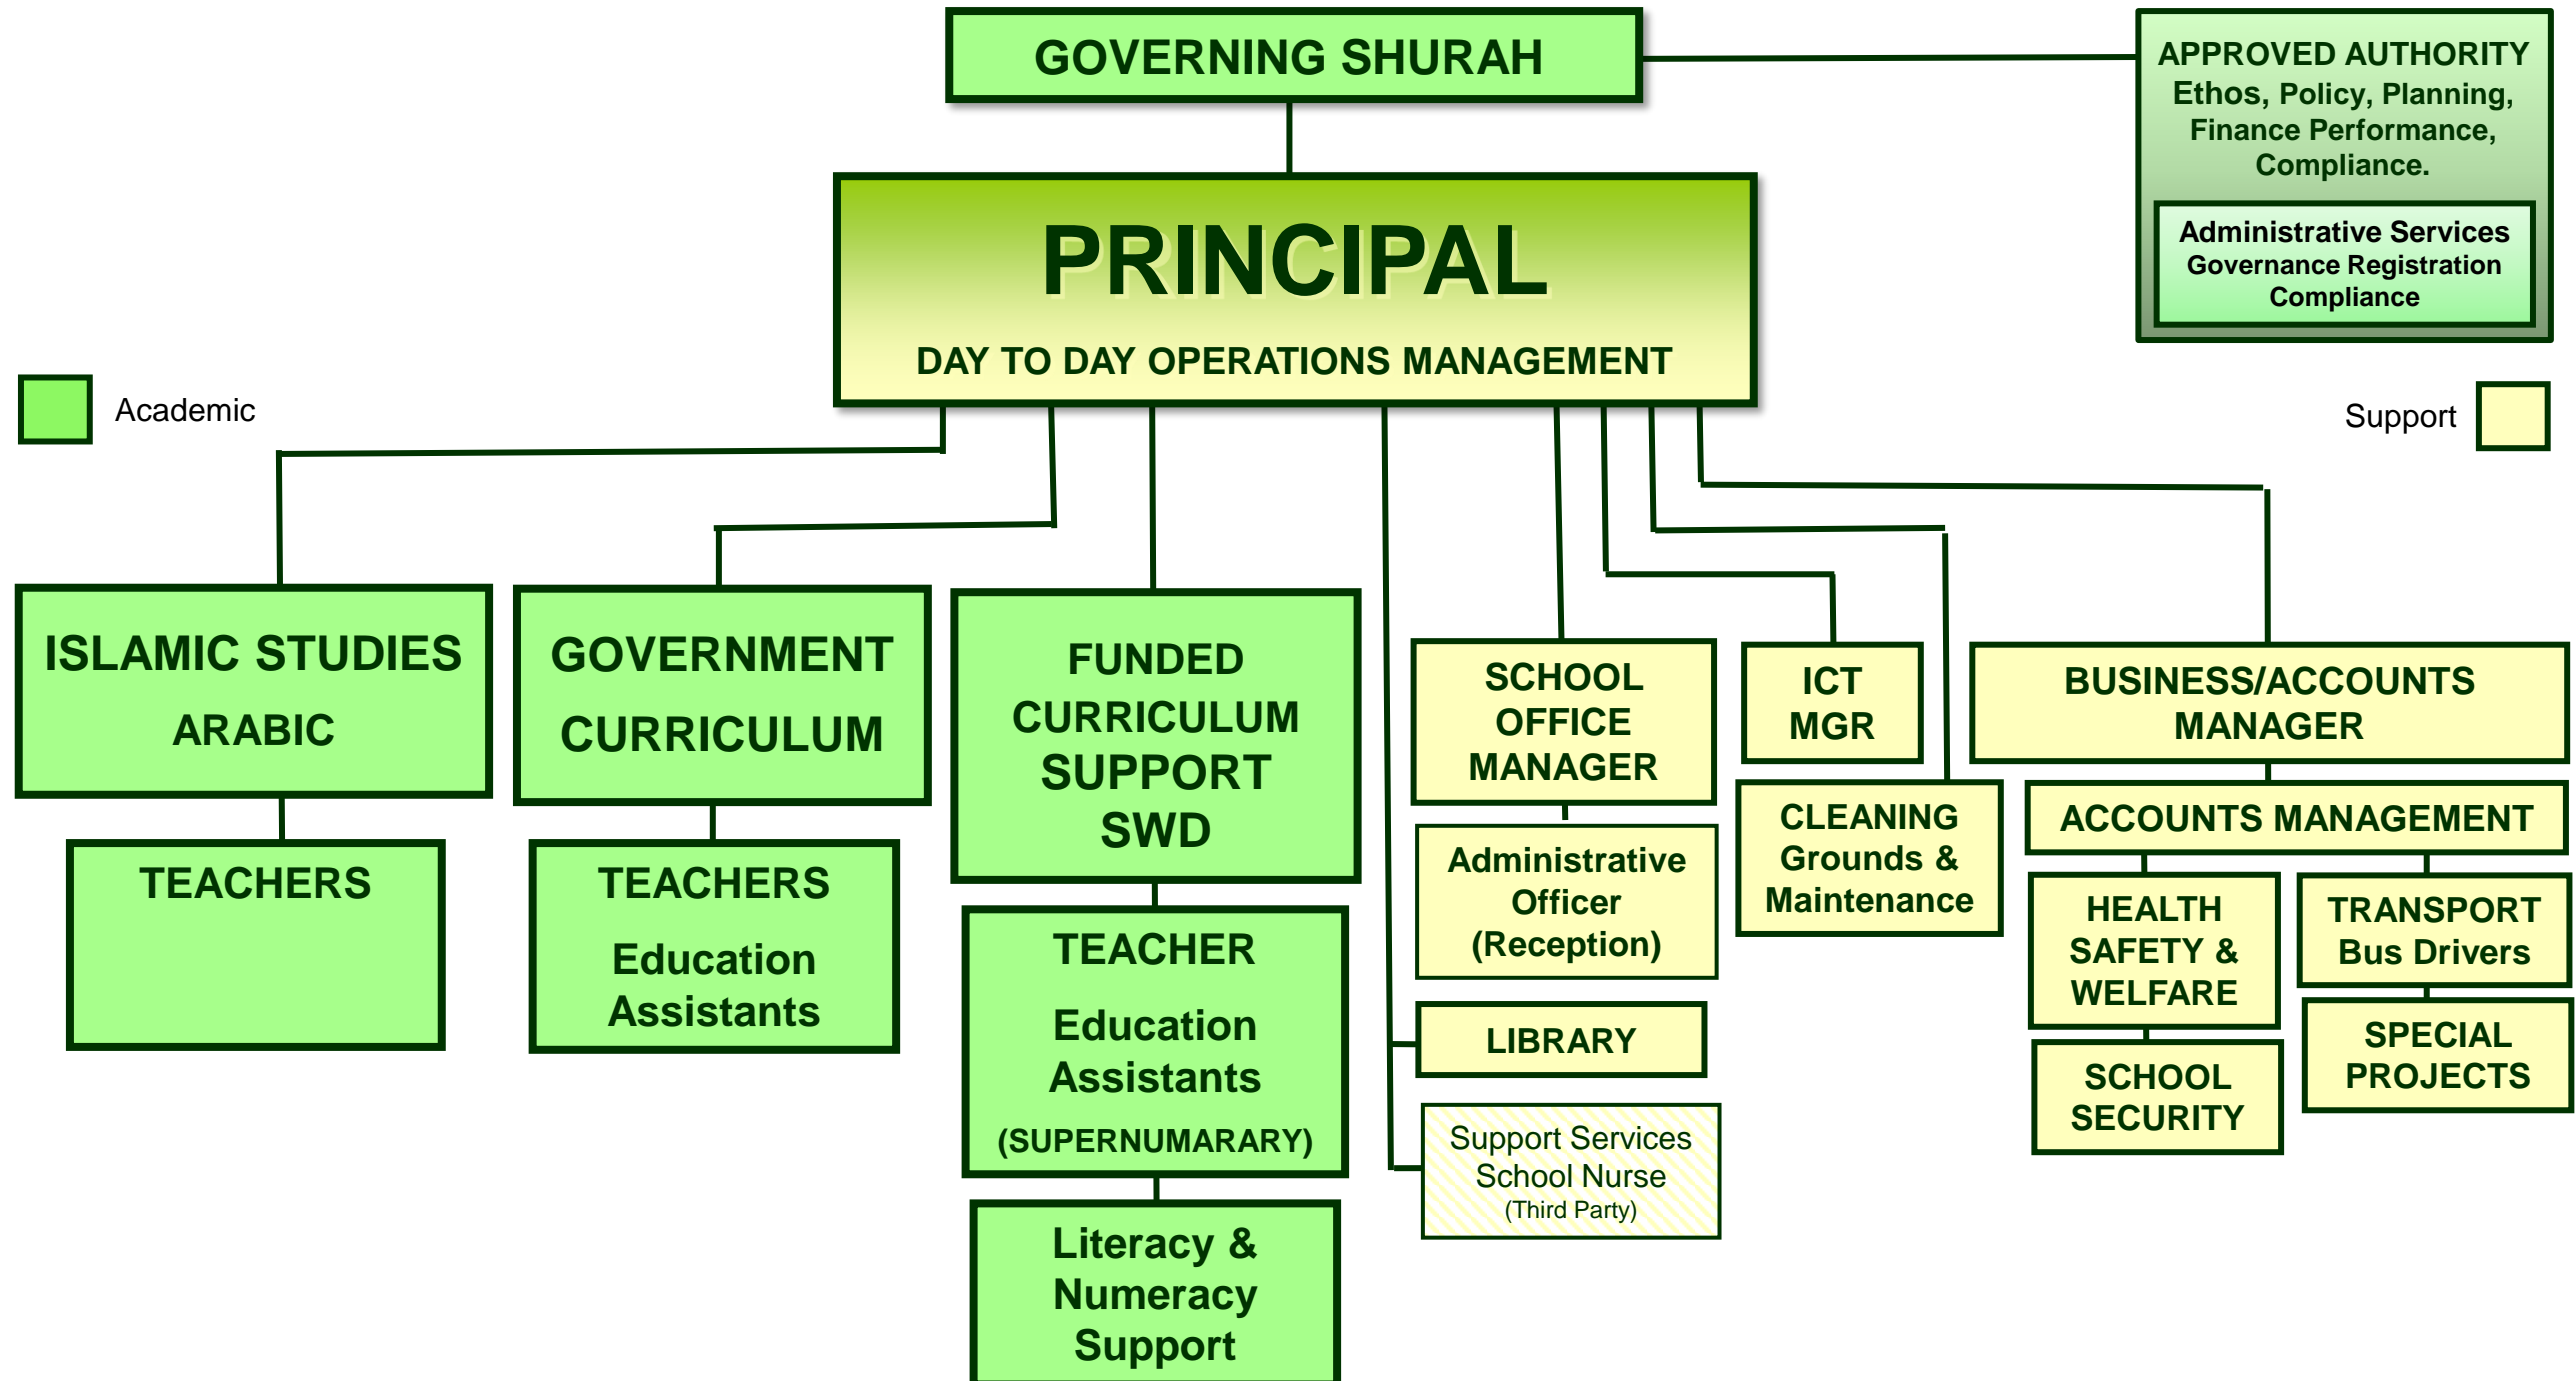 GOVERNING SHURAH
APPROVED AUTHORITY
Ethos, Policy, Planning,
Finance Performance,
Compliance.
Administrative Services
Governance Registration
Compliance
PRINCIPAL
DAY TO DAY OPERATIONS MANAGEMENT
Academic
Support
ISLAMIC STUDIES
ARABIC
TEACHERS
GOVERNMENT
CURRICULUM
TEACHERS
Education
Assistants
FUNDED
CURRICULUM
SUPPORT
SWD
TEACHER
Education
Assistants
(SUPERNUMARARY)
Literacy &
Numeracy
Support
SCHOOL
OFFICE
MANAGER
Administrative
Officer
(Reception)
LIBRARY
Support Services
School Nurse
(Third Party)
ICT
MGR
CLEANING
Grounds &
Maintenance
BUSINESS/ACCOUNTS
MANAGER
ACCOUNTS MANAGEMENT
HEALTH
SAFETY &
WELFARE
SCHOOL
SECURITY
TRANSPORT
Bus Drivers
SPECIAL
PROJECTS